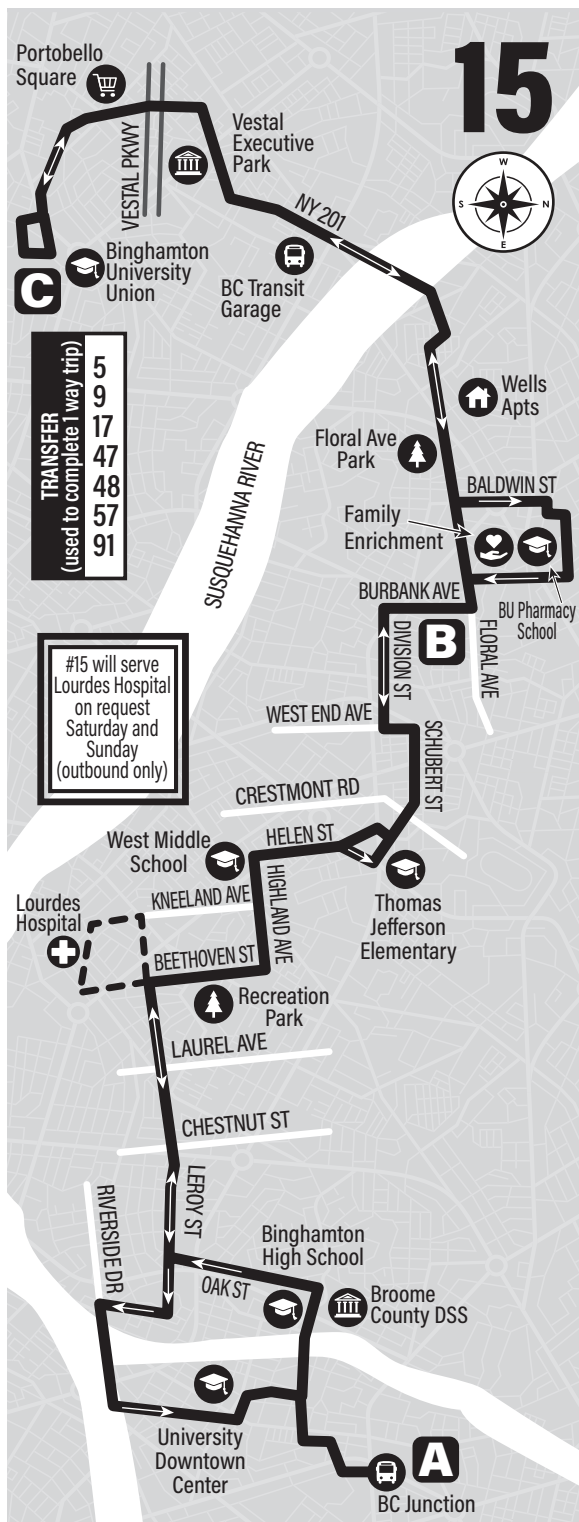 15
Portobello
Square
VESTAL PKWY
Vestal
Executive
Park
W
S
N
E
NY 201
Binghamton
University
Union
C
BC Transit
Garage
TRANSFER
(used to complete 1 way trip)
5
9
17
47
48
57
91
Wells
Apts
Floral Ave
Park
SUSQUEHANNA RIVER
BALDWIN ST
Family
Enrichment
BU Pharmacy
School
BURBANK AVE
B
DIVISION ST
FLORAL AVE
#15 will serve
Lourdes Hospital
on request
Saturday and
Sunday
(outbound only)
WEST END AVE
SCHUBERT ST
CRESTMONT RD
HELEN ST
West Middle
School
Thomas
Jefferson
Elementary
KNEELAND AVE
HIGHLAND AVE
Lourdes
Hospital
BEETHOVEN ST
Recreation
Park
LAUREL AVE
CHESTNUT ST
LEROY ST
RIVERSIDE DR
Binghamton
High School
OAK ST
Broome
County DSS
University
Downtown
Center
A
BC Junction